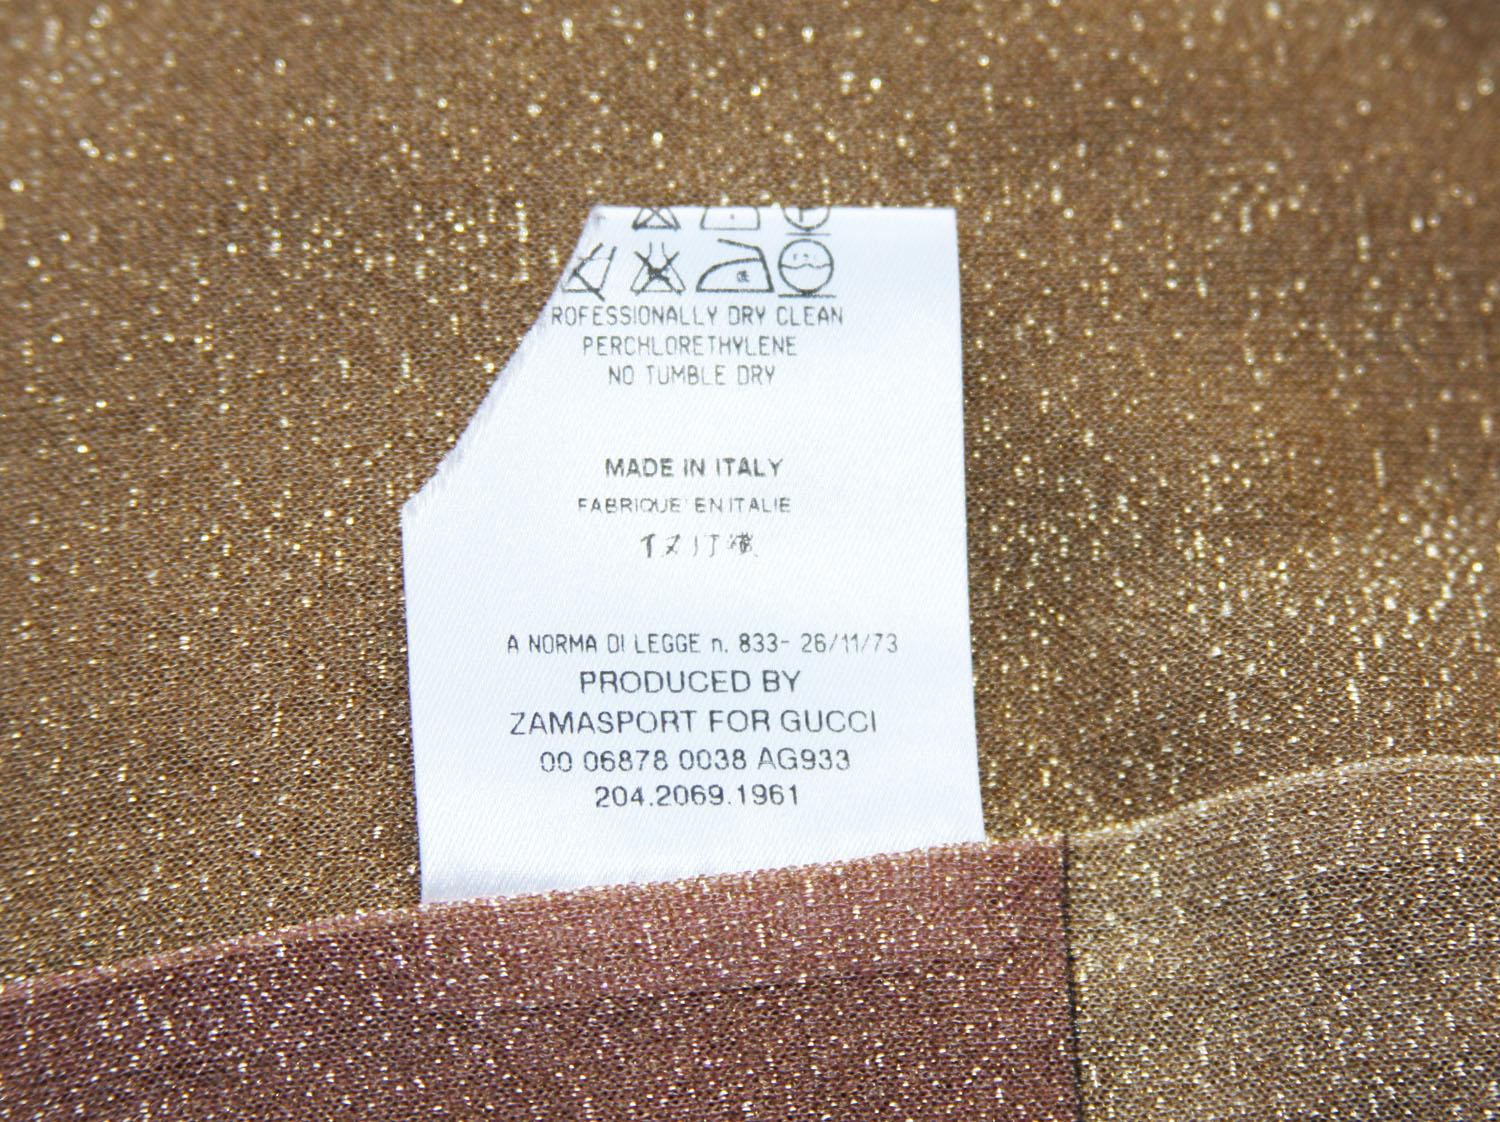 ROFESSIONALLY DRY CLEAN
PERCHLORETHYLENE
NO TUMBLE DRY
MADE IN ITALY
FABRIQUE' EN ITALIE
A NORMA DI LEGGE n. 833- 26/11/73
PRODUCED BY
ZAMASPORT FOR GUCCI
00 06878 0038 AG933
204.2069.1961